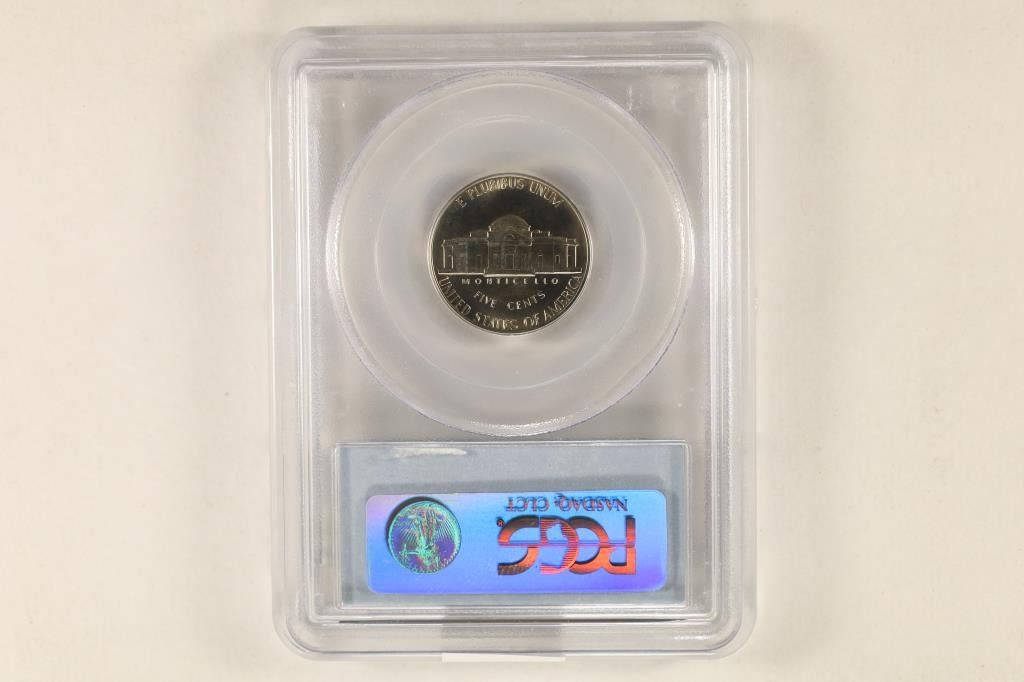 E PLURIBUS UNUM
MONTICELLO
FIVE CENTS
UNITED STATES OF AMERICA
PCGS®
NASDAQ: CLCT